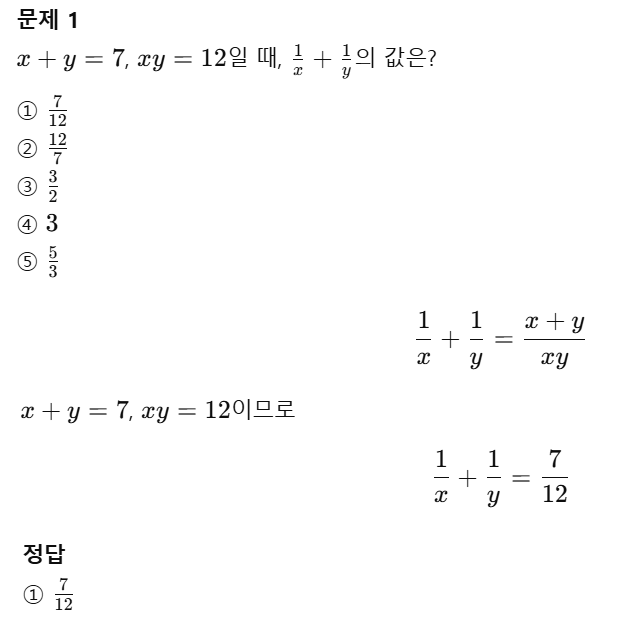 문제 1
x + y = 7, xy = 12일 때, 1/x + 1/y의 값은?
① 7/12
② 12/7
③ 3/2
④ 3
⑤ 5/3
1/x + 1/y = (x + y)/xy
x + y = 7, xy = 12이므로
1/x + 1/y = 7/12
정답
① 7/12